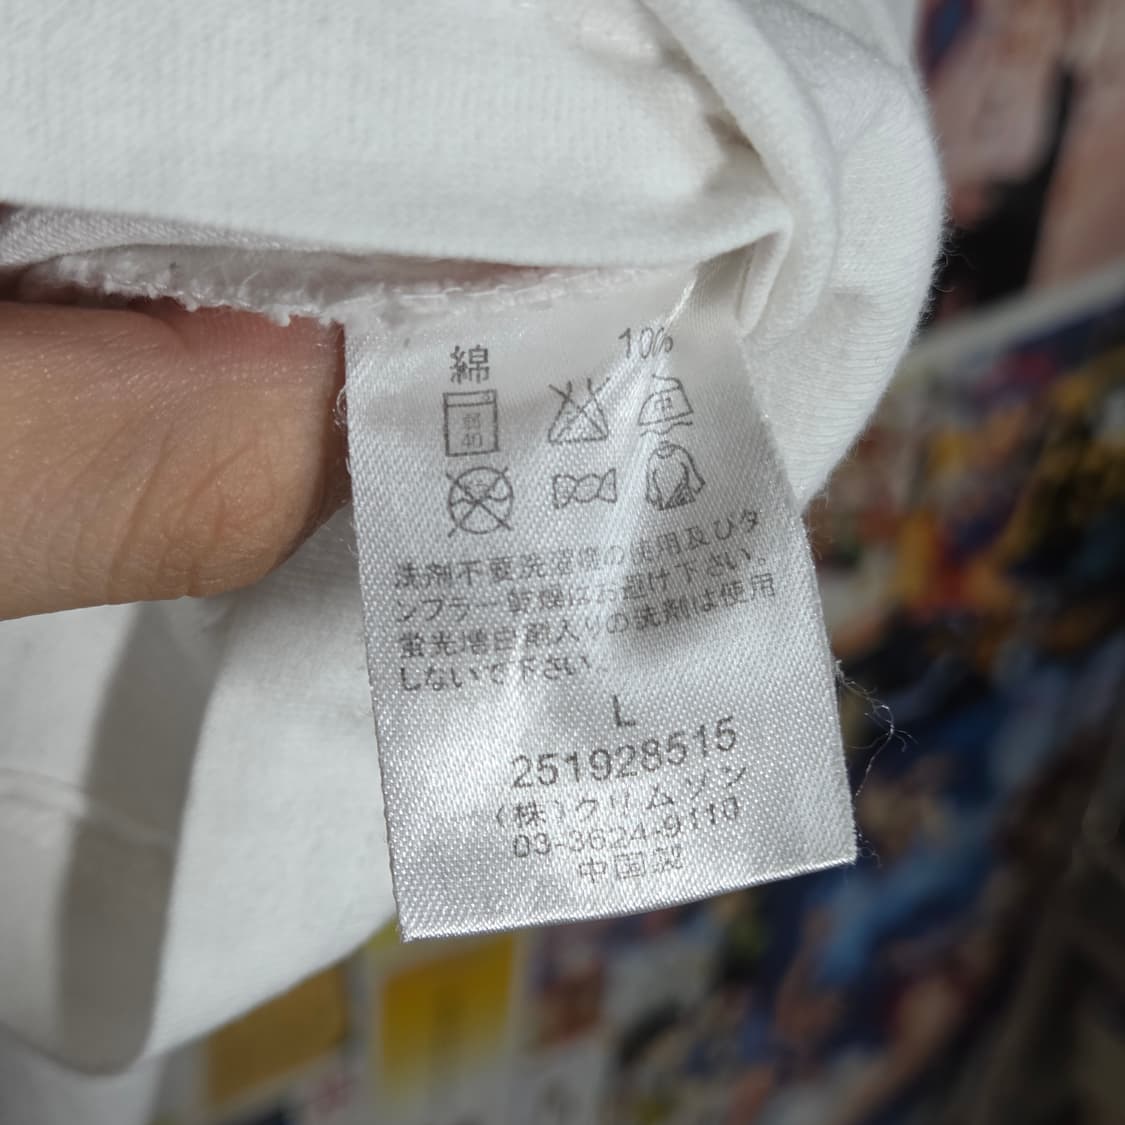 綿 10%
弱
40
洗剤不要洗濯機の使用及びタ
ンブラー乾燥はお避け下さい。
蛍光増白剤入りの洗剤は使用
しないで下さい。
L
251928515
(株)クリムソン
03-3624-9110
中国製